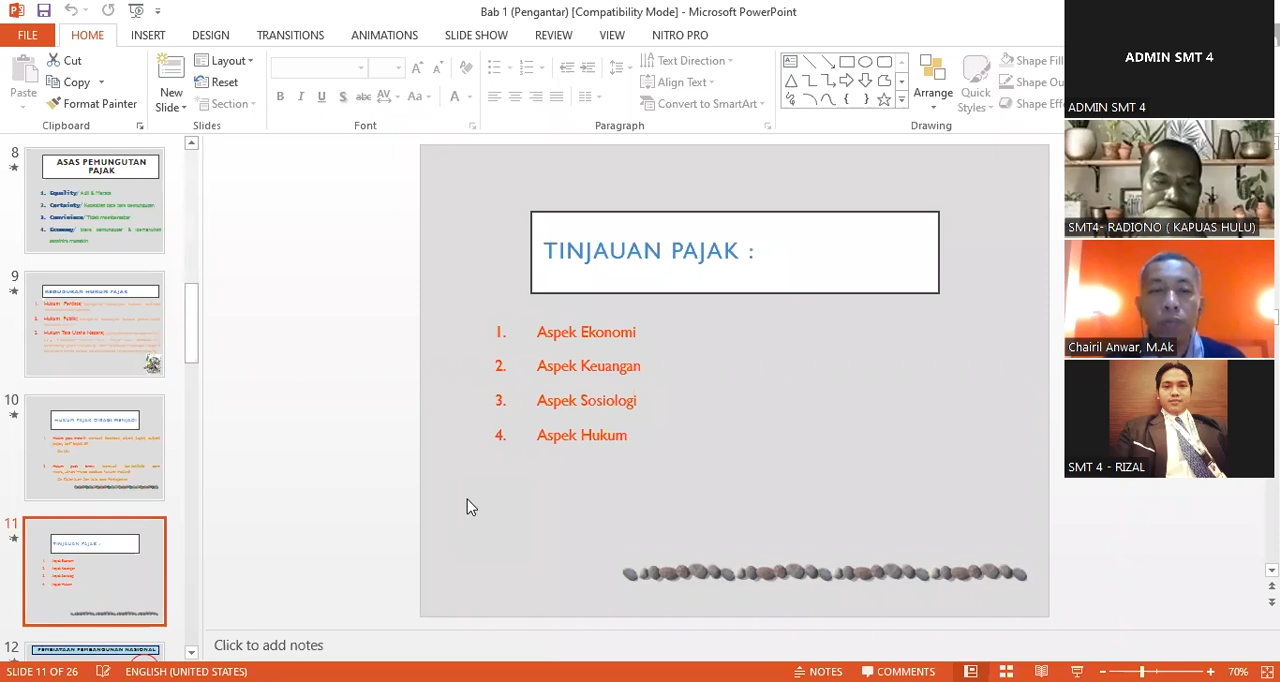 Bab 1 (Pengantar) [Compatibility Mode] - Microsoft PowerPoint
FILE HOME INSERT DESIGN TRANSITIONS ANIMATIONS SLIDE SHOW REVIEW VIEW NITRO PRO
Paste
Cut
Copy
Format Painter
Clipboard
New
Slide
Layout
Reset
Section
Slides
Font
Text Direction
Align Text
Convert to SmartArt
Paragraph
Arrange
Quick
Styles
Shape Fill
Shape Ou
Shape Effe
Drawing
8
ASAS PEMUNGUTAN
PAJAK
9
10
11
12
TINJAUAN PAJAK :
1. Aspek Ekonomi
2. Aspek Keuangan
3. Aspek Sosiologi
4. Aspek Hukum
Click to add notes
SLIDE 11 OF 26 ENGLISH (UNITED STATES) NOTES COMMENTS 70%
ADMIN SMT 4
ADMIN SMT 4
SMT4- RADIONO ( KAPUAS HULU)
Chairil Anwar, M.Ak
SMT 4 - RIZAL